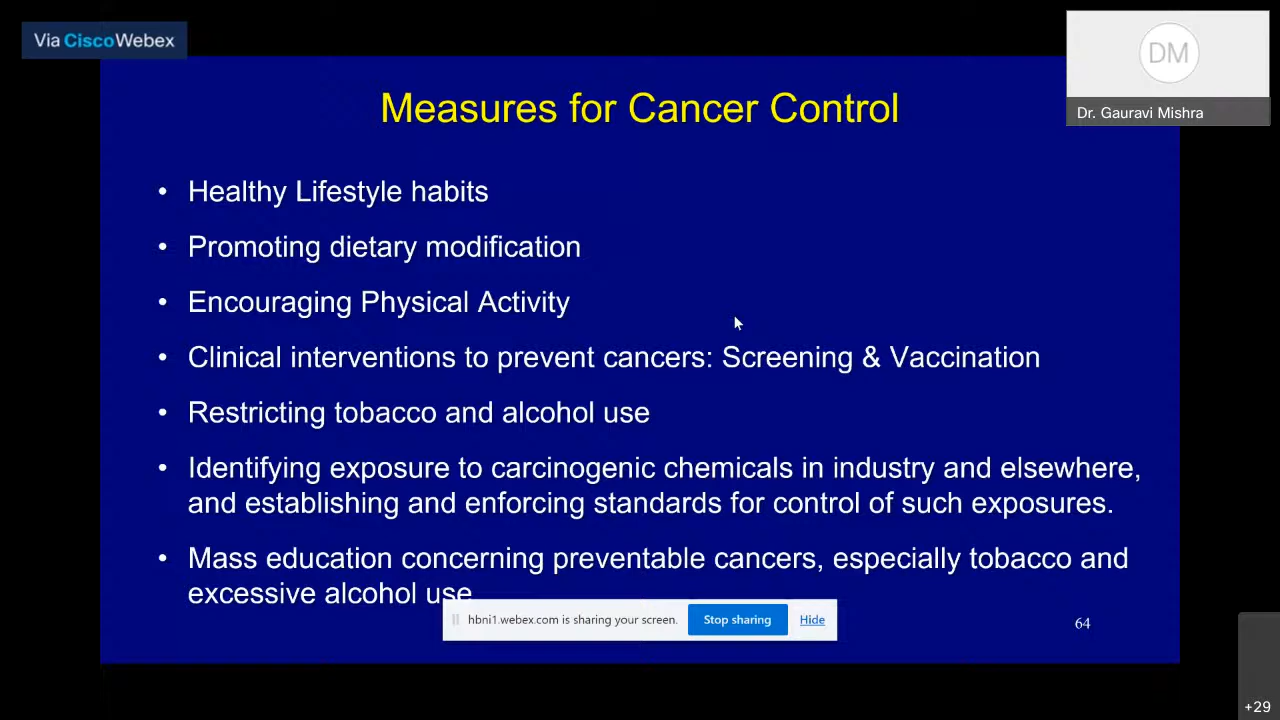 Via Cisco Webex
DM
Dr. Gauravi Mishra
Measures for Cancer Control
• Healthy Lifestyle habits
• Promoting dietary modification
• Encouraging Physical Activity
• Clinical interventions to prevent cancers: Screening & Vaccination
• Restricting tobacco and alcohol use
• Identifying exposure to carcinogenic chemicals in industry and elsewhere,
and establishing and enforcing standards for control of such exposures.
• Mass education concerning preventable cancers, especially tobacco and
excessive alcohol use
hbni1.webex.com is sharing your screen. Stop sharing Hide
64
+29